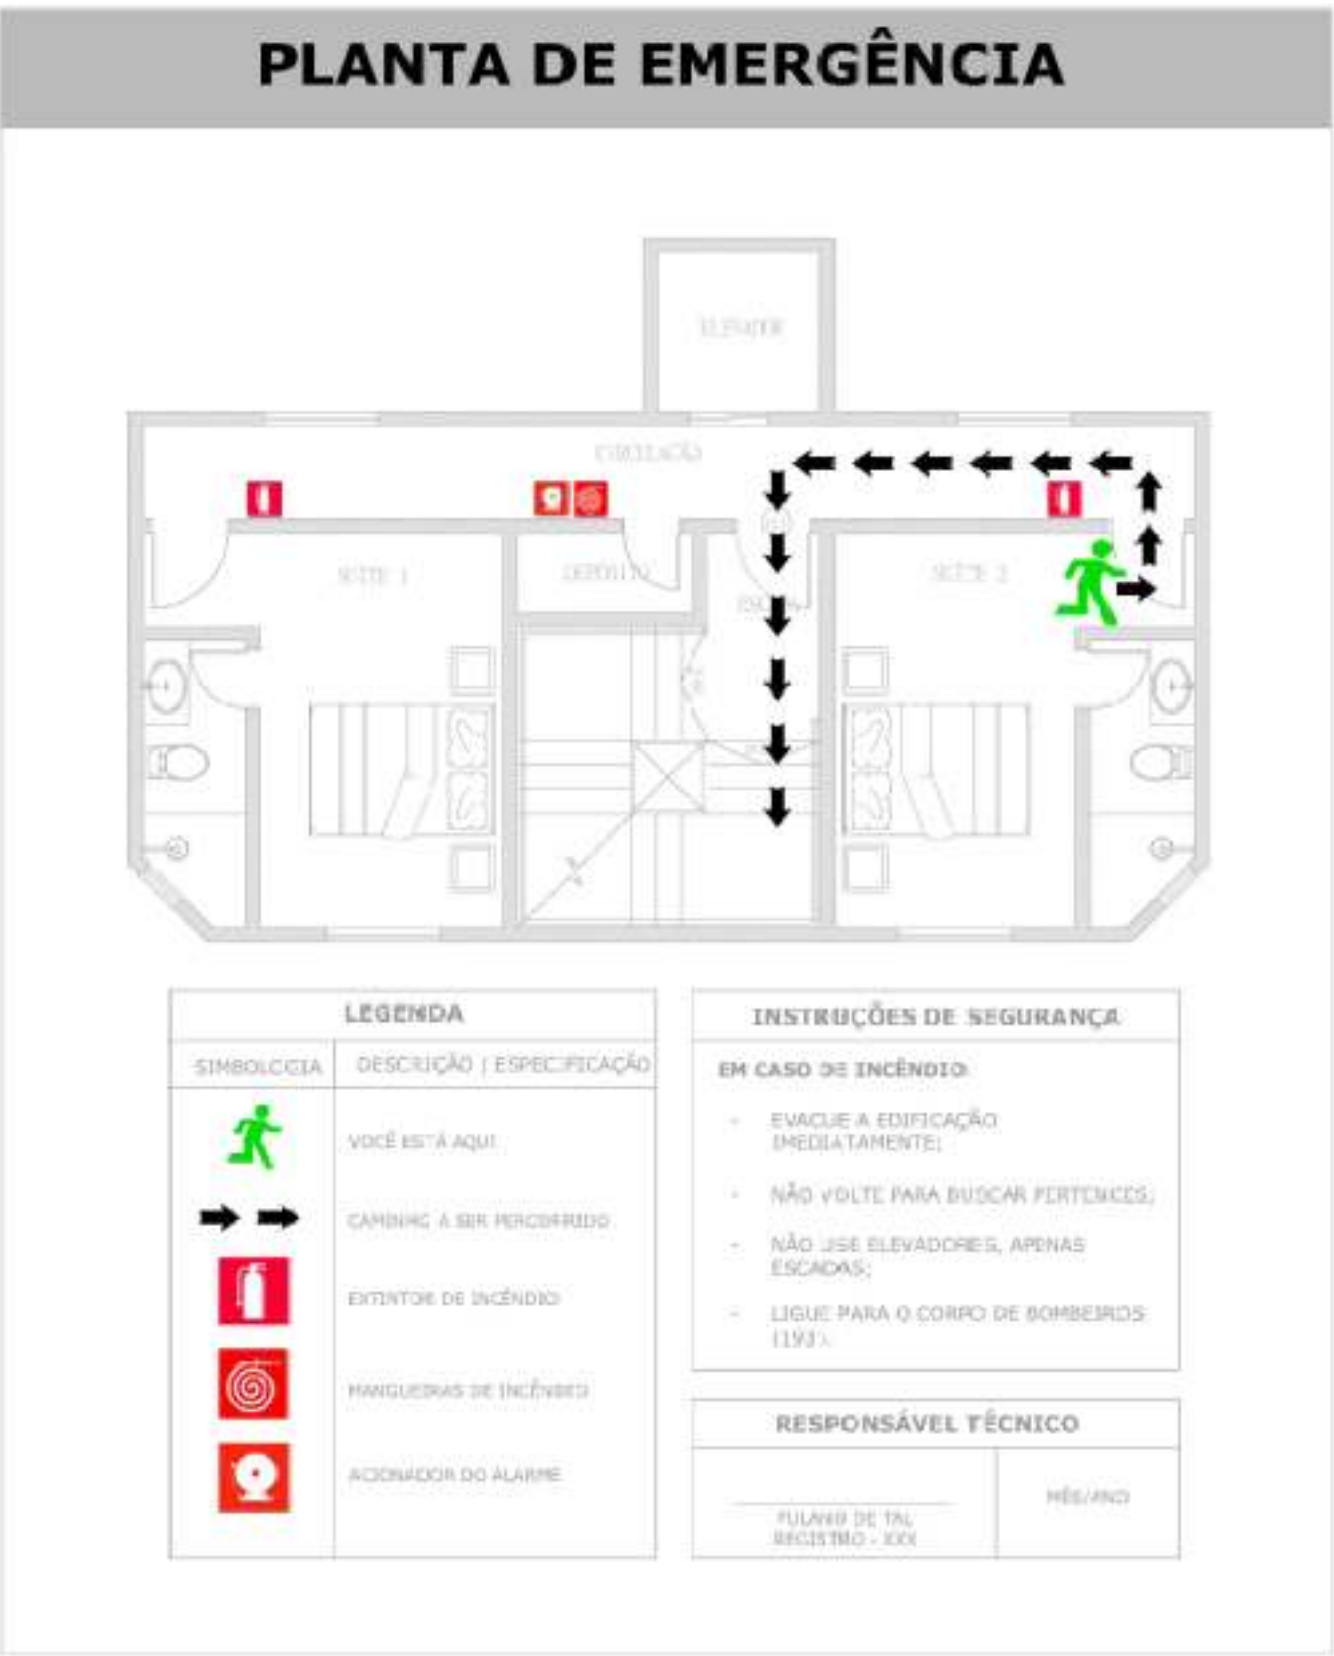 PLANTA DE EMERGÊNCIA
ELEVADOR
CIRCULAÇÃO
SUÍTE 1
DEPÓSITO
SUÍTE 2
LEGENDA
SIMBOLOGIA
DESCRIÇÃO | ESPECIFICAÇÃO
VOCÊ ESTÁ AQUI
CAMINHO A SER PERCORRIDO
EXTINTOR DE INCÊNDIO
MANGUEIRAS DE INCÊNDIO
ACIONADOR DO ALARME
INSTRUÇÕES DE SEGURANÇA
EM CASO DE INCÊNDIO:
- EVACUE A EDIFICAÇÃO
IMEDIATAMENTE;
- NÃO VOLTE PARA BUSCAR PERTENCES;
- NÃO USE ELEVADORES, APENAS
ESCADAS;
- LIGUE PARA O CORPO DE BOMBEIROS
(193).
RESPONSÁVEL TÉCNICO
FULANO DE TAL
REGISTRO - XXX
MÊS/ANO